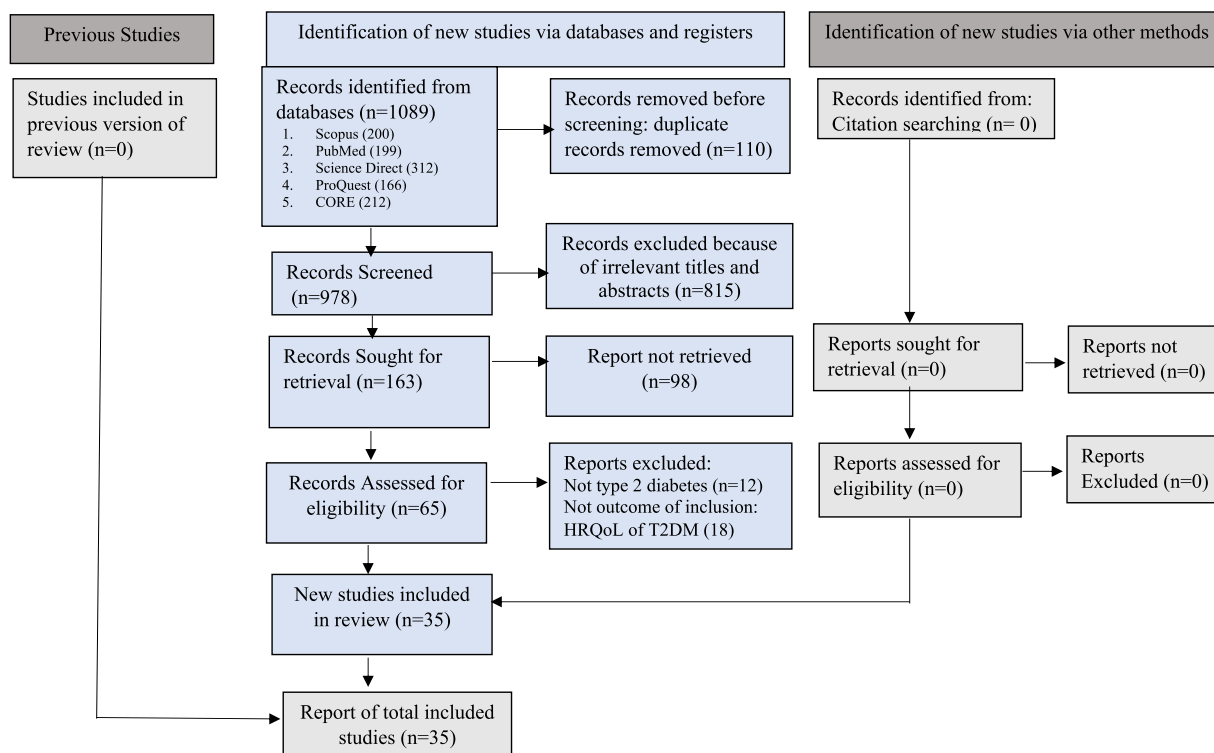 Previous Studies
Identification of new studies via databases and registers
Identification of new studies via other methods
Studies included in
previous version of
review (n=0)
Records identified from
databases (n=1089)
1. Scopus (200)
2. PubMed (199)
3. Science Direct (312)
4. ProQuest (166)
5. CORE (212)
Records removed before
screening: duplicate
records removed (n=110)
Records identified from:
Citation searching (n= 0)
Records Screened
(n=978)
Records excluded because
of irrelevant titles and
abstracts (n=815)
Records Sought for
retrieval (n=163)
Report not retrieved
(n=98)
Reports sought for
retrieval (n=0)
Reports not
retrieved (n=0)
Records Assessed for
eligibility (n=65)
Reports excluded:
Not type 2 diabetes (n=12)
Not outcome of inclusion:
HRQoL of T2DM (18)
Reports assessed for
eligibility (n=0)
Reports
Excluded (n=0)
New studies included
in review (n=35)
Report of total included
studies (n=35)